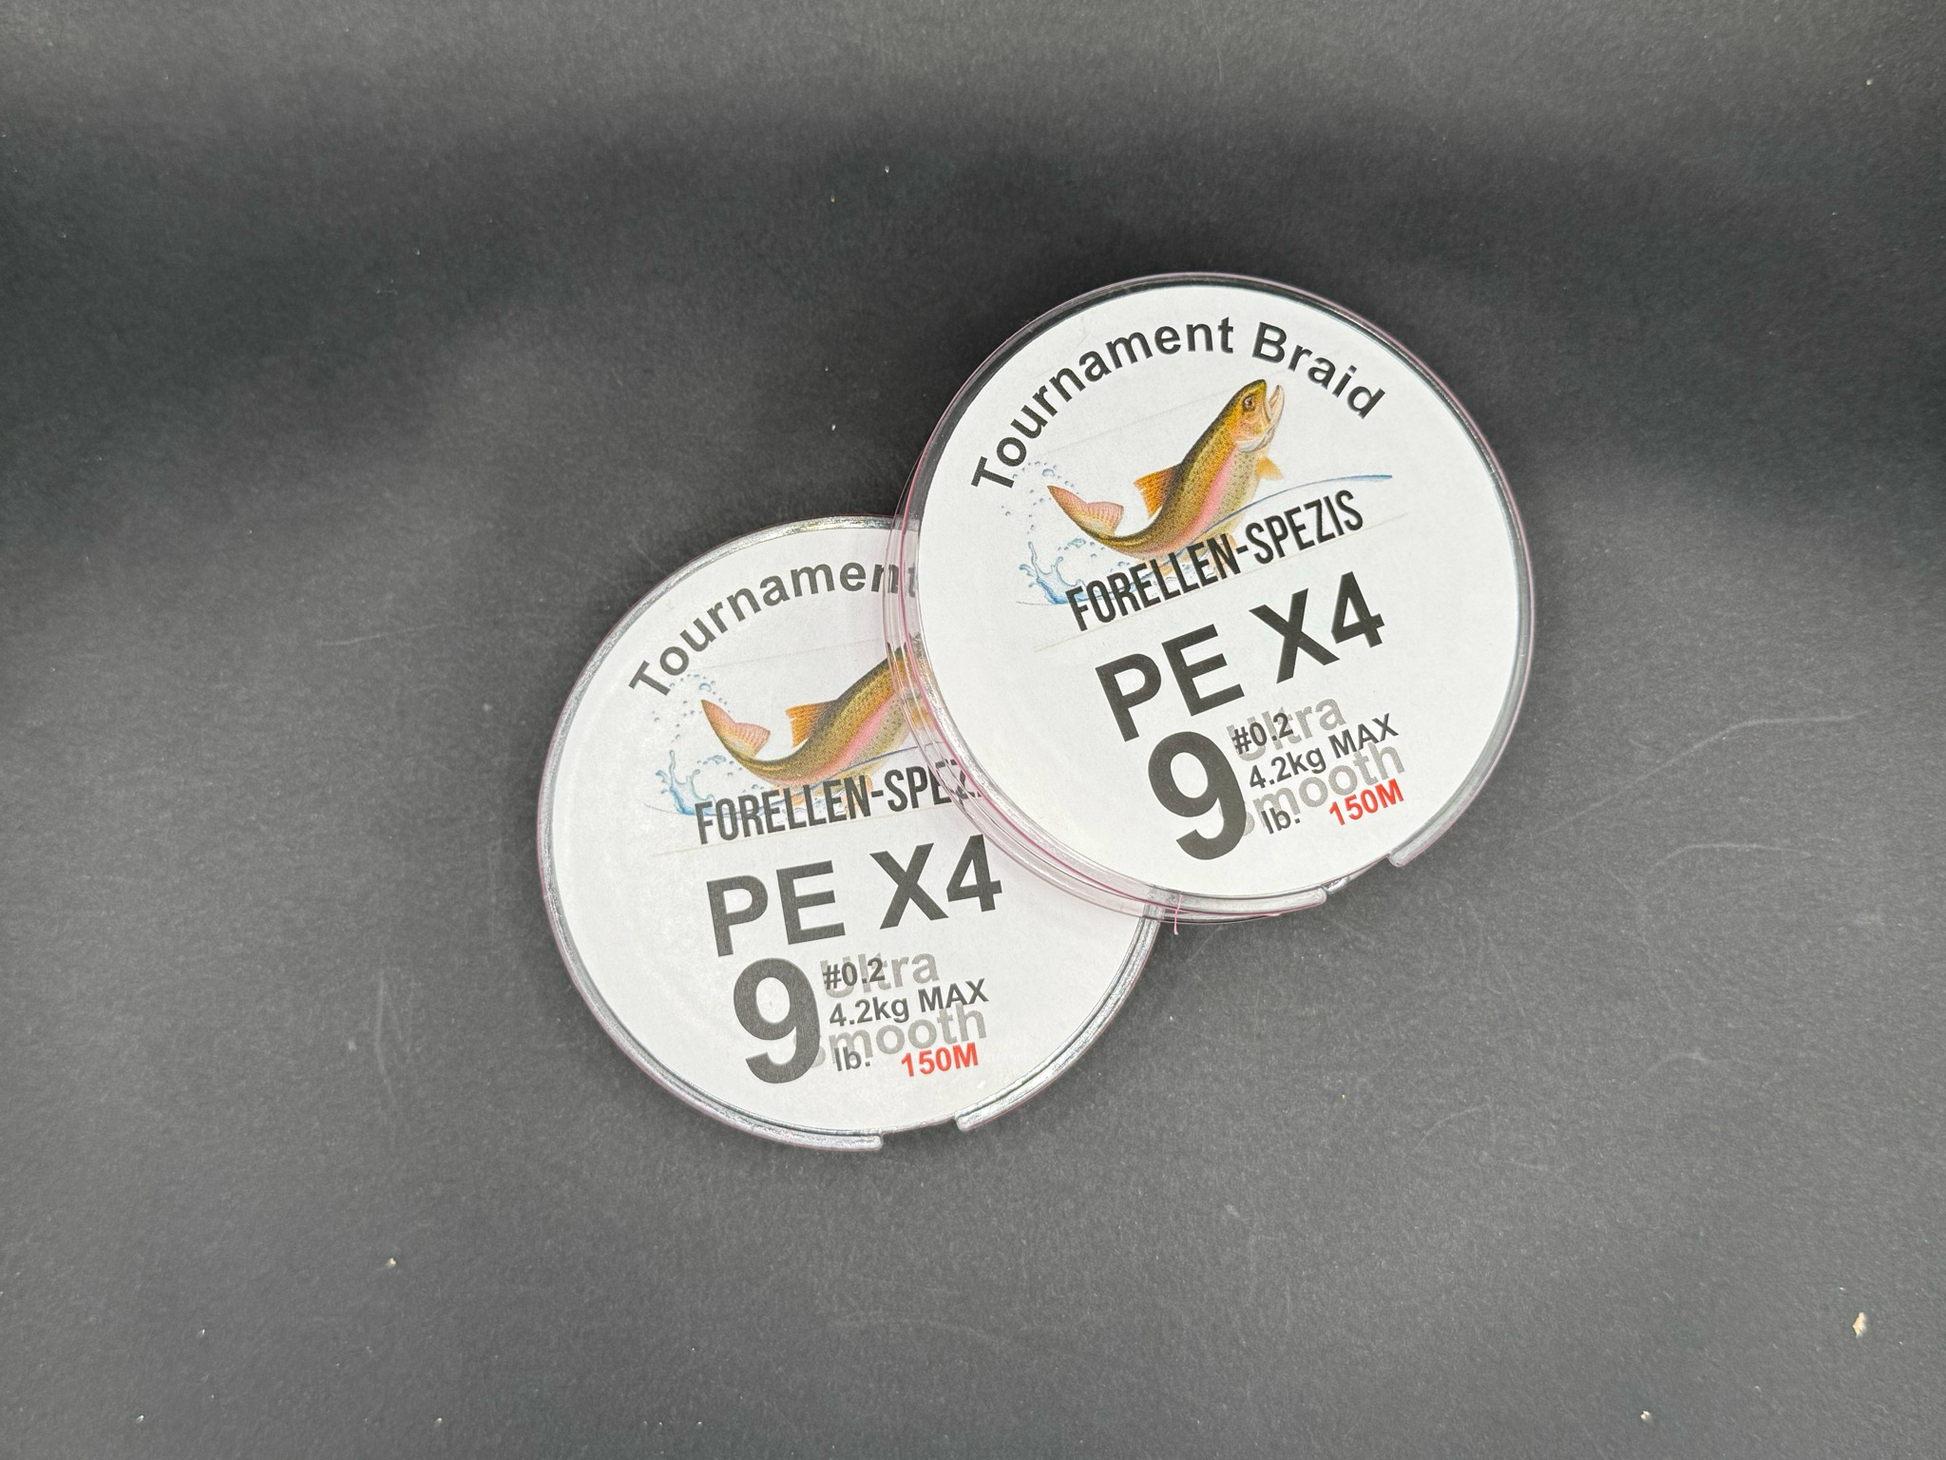 Tournament Braid
FORELLEN-SPEZIS
PE X4
9
#0.2
Ultra
4.2kg MAX
Smooth
lb.
150M
Tournament
FORELLEN-SPEZ
PE X4
9
#0.2
Ultra
4.2kg MAX
Smooth
lb.
150M